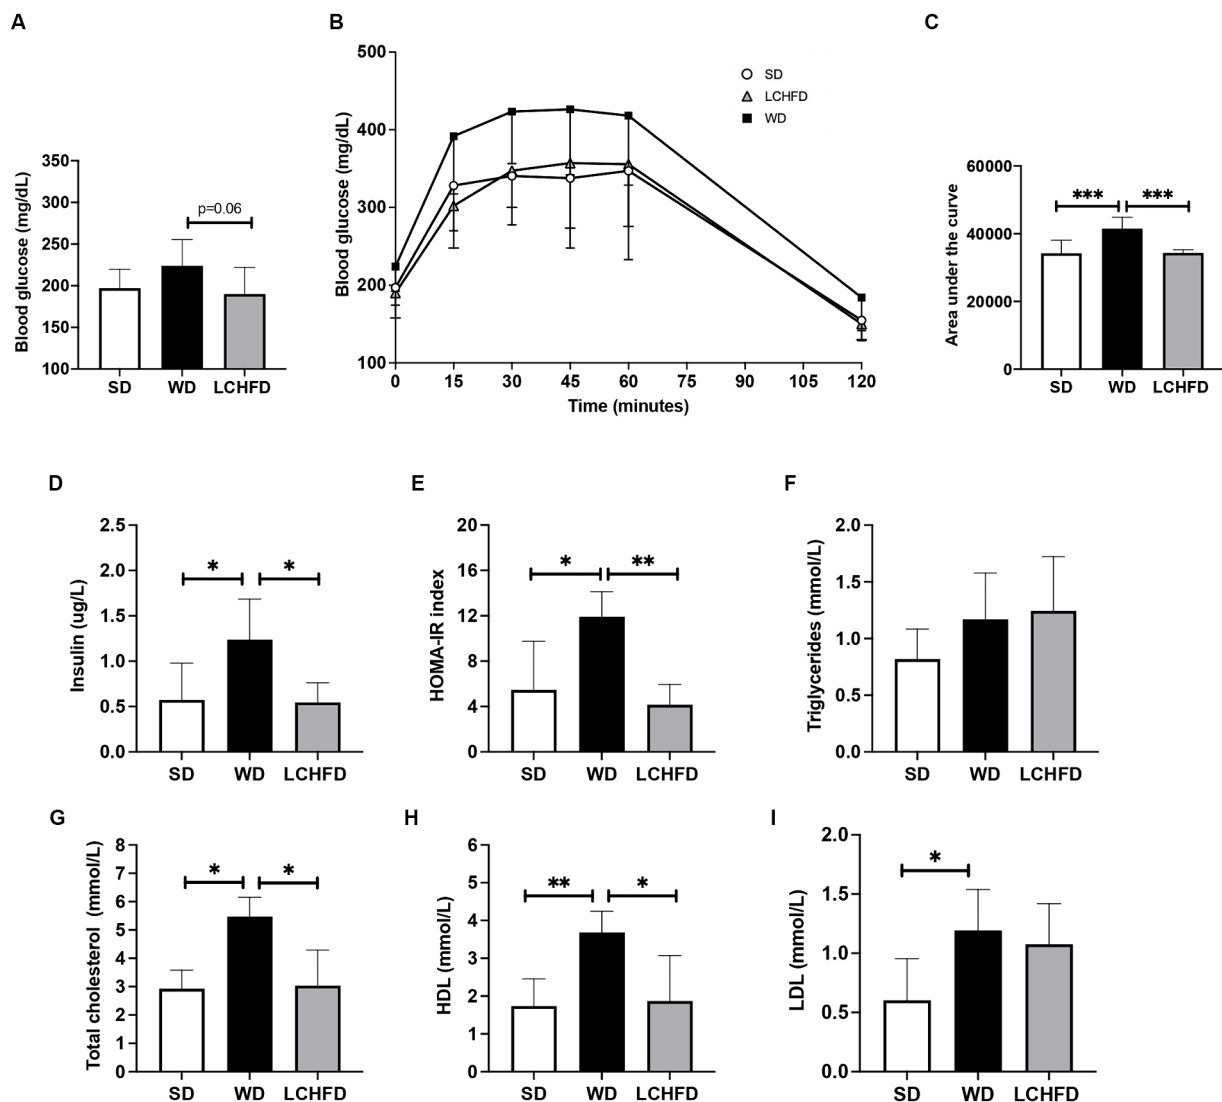 A
B
C
350
300
250
200
150
100
Blood glucose (mg/dL)
p=0.06
SD WD LCHFD
500
400
300
200
100
Blood glucose (mg/dL)
SD
LCHFD
WD
0 15 30 45 60 75 90 105 120
Time (minutes)
60000
40000
20000
0
Area under the curve
*** ***
SD WD LCHFD
D
E
F
2.5
2.0
1.5
1.0
0.5
0.0
Insulin (ug/L)
* *
SD WD LCHFD
20
16
12
8
4
0
HOMA-IR index
* **
SD WD LCHFD
2.0
1.5
1.0
0.5
0.0
Triglycerides (mmol/L)
SD WD LCHFD
G
H
I
8
7
6
5
4
3
2
1
0
Total cholesterol (mmol/L)
* *
SD WD LCHFD
6
5
4
3
2
1
0
HDL (mmol/L)
** *
SD WD LCHFD
2.0
1.5
1.0
0.5
0.0
LDL (mmol/L)
*
SD WD LCHFD